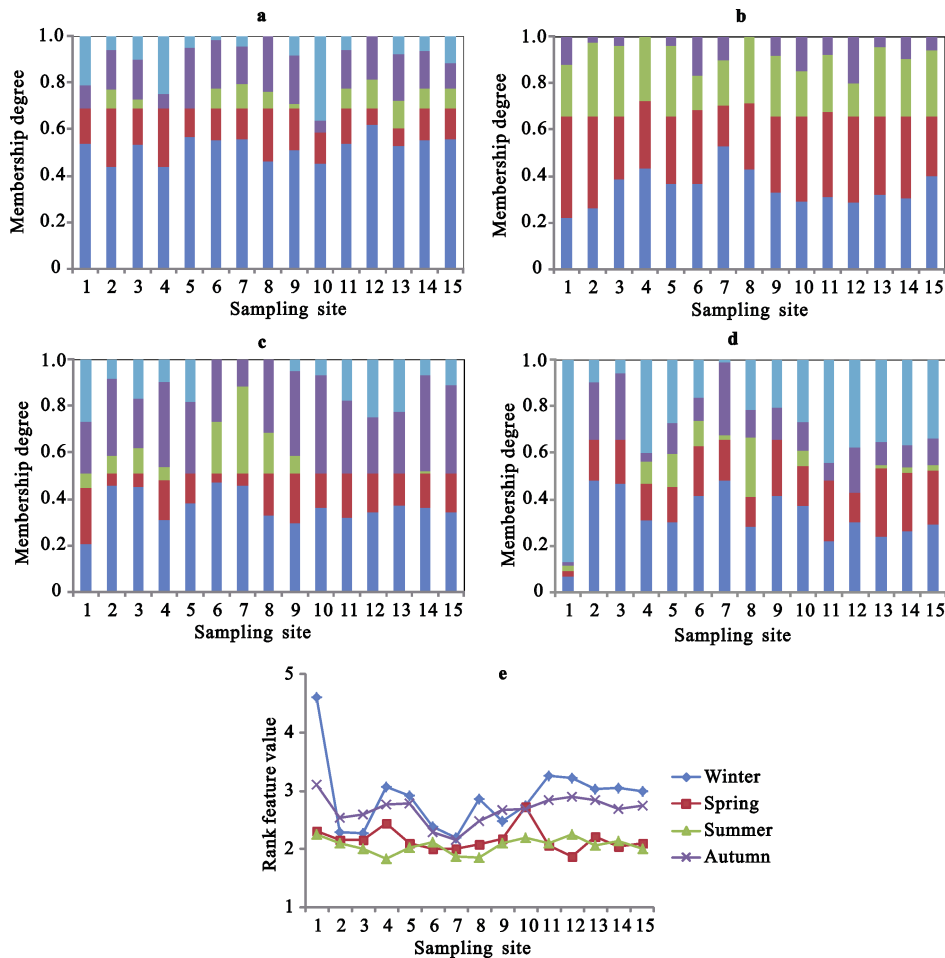 a
Membership degree
1.0
0.8
0.6
0.4
0.2
0
1 2 3 4 5 6 7 8 9 10 11 12 13 14 15
Sampling site
b
Membership degree
1.0
0.8
0.6
0.4
0.2
0
1 2 3 4 5 6 7 8 9 10 11 12 13 14 15
Sampling site
c
Membership degree
1.0
0.8
0.6
0.4
0.2
0
1 2 3 4 5 6 7 8 9 10 11 12 13 14 15
Sampling site
d
Membership degree
1.0
0.8
0.6
0.4
0.2
0
1 2 3 4 5 6 7 8 9 10 11 12 13 14 15
Sampling site
e
Rank feature value
5
4
3
2
1
1 2 3 4 5 6 7 8 9 10 11 12 13 14 15
Sampling site
Winter
Spring
Summer
Autumn